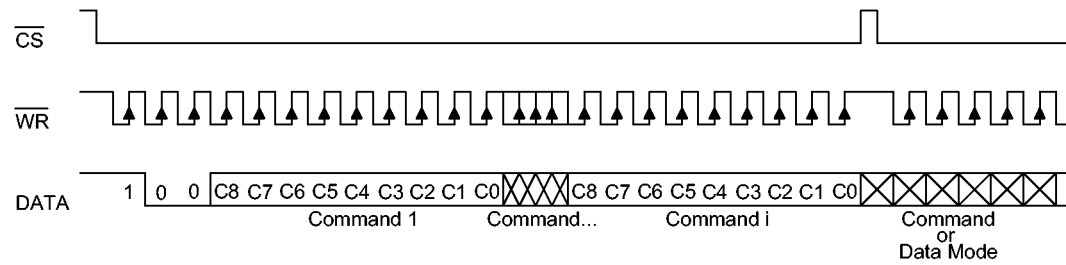 CS
WR
DATA 1 0 0 C8 C7 C6 C5 C4 C3 C2 C1 C0 C8 C7 C6 C5 C4 C3 C2 C1 C0
Command 1 Command... Command i Command
or
Data Mode